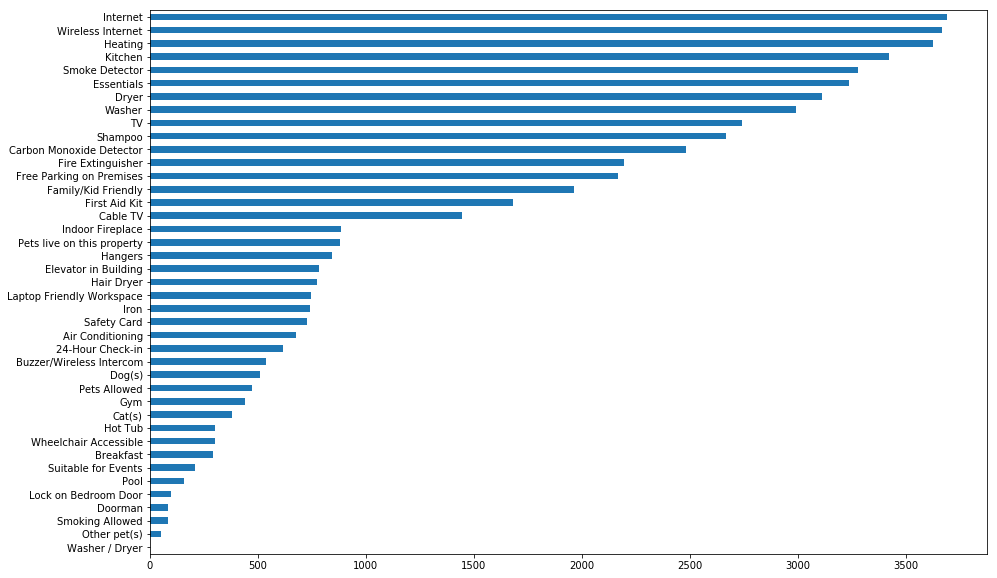 Internet
Wireless Internet
Heating
Kitchen
Smoke Detector
Essentials
Dryer
Washer
TV
Shampoo
Carbon Monoxide Detector
Fire Extinguisher
Free Parking on Premises
Family/Kid Friendly
First Aid Kit
Cable TV
Indoor Fireplace
Pets live on this property
Hangers
Elevator in Building
Hair Dryer
Laptop Friendly Workspace
Iron
Safety Card
Air Conditioning
24-Hour Check-in
Buzzer/Wireless Intercom
Dog(s)
Pets Allowed
Gym
Cat(s)
Hot Tub
Wheelchair Accessible
Breakfast
Suitable for Events
Pool
Lock on Bedroom Door
Doorman
Smoking Allowed
Other pet(s)
Washer / Dryer
0 500 1000 1500 2000 2500 3000 3500